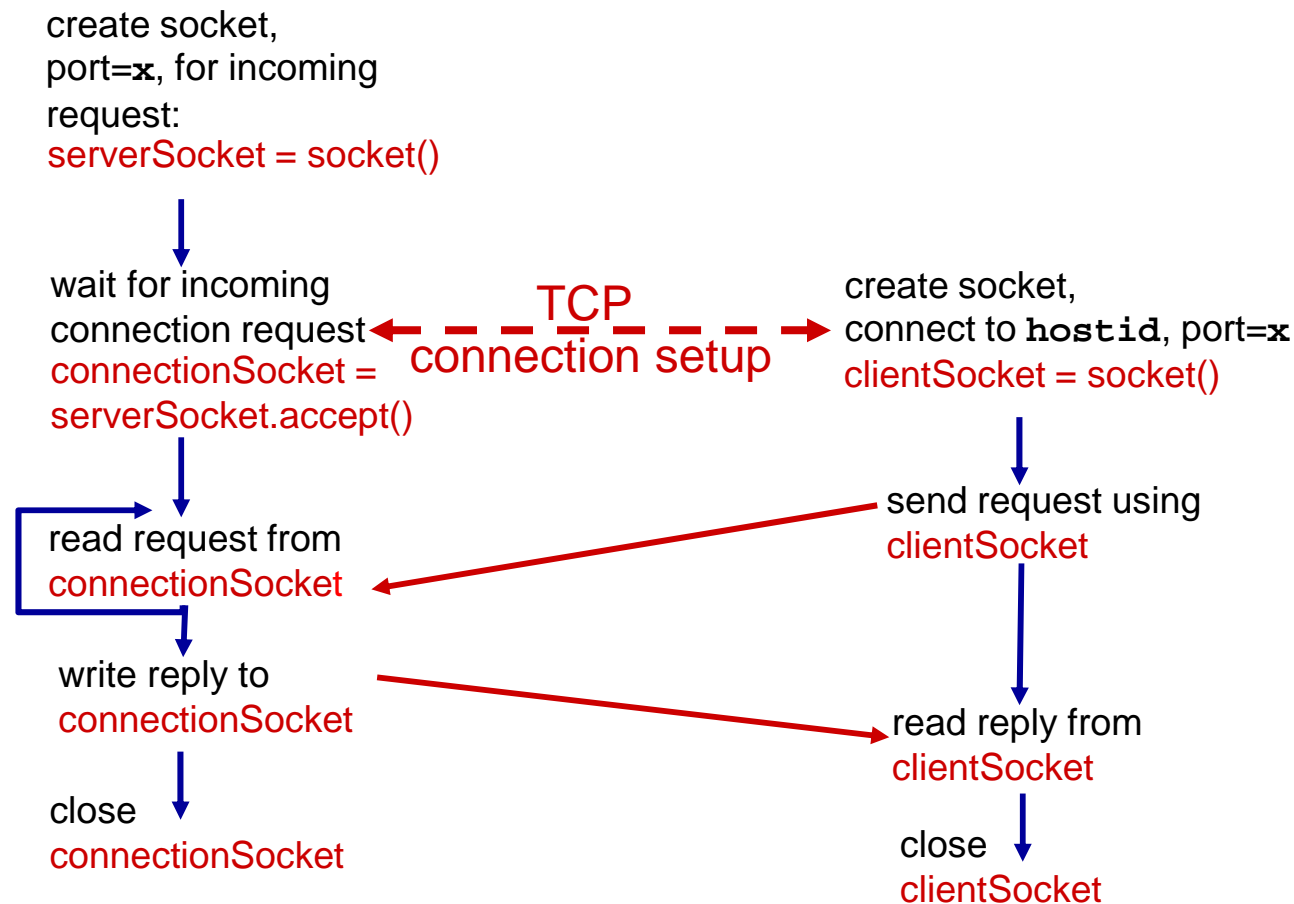 create socket,
port=x, for incoming
request:
serverSocket = socket()
wait for incoming
connection request
connectionSocket =
serverSocket.accept()
TCP
connection setup
create socket,
connect to hostid, port=x
clientSocket = socket()
send request using
clientSocket
read request from
connectionSocket
write reply to
connectionSocket
read reply from
clientSocket
close
connectionSocket
close
clientSocket